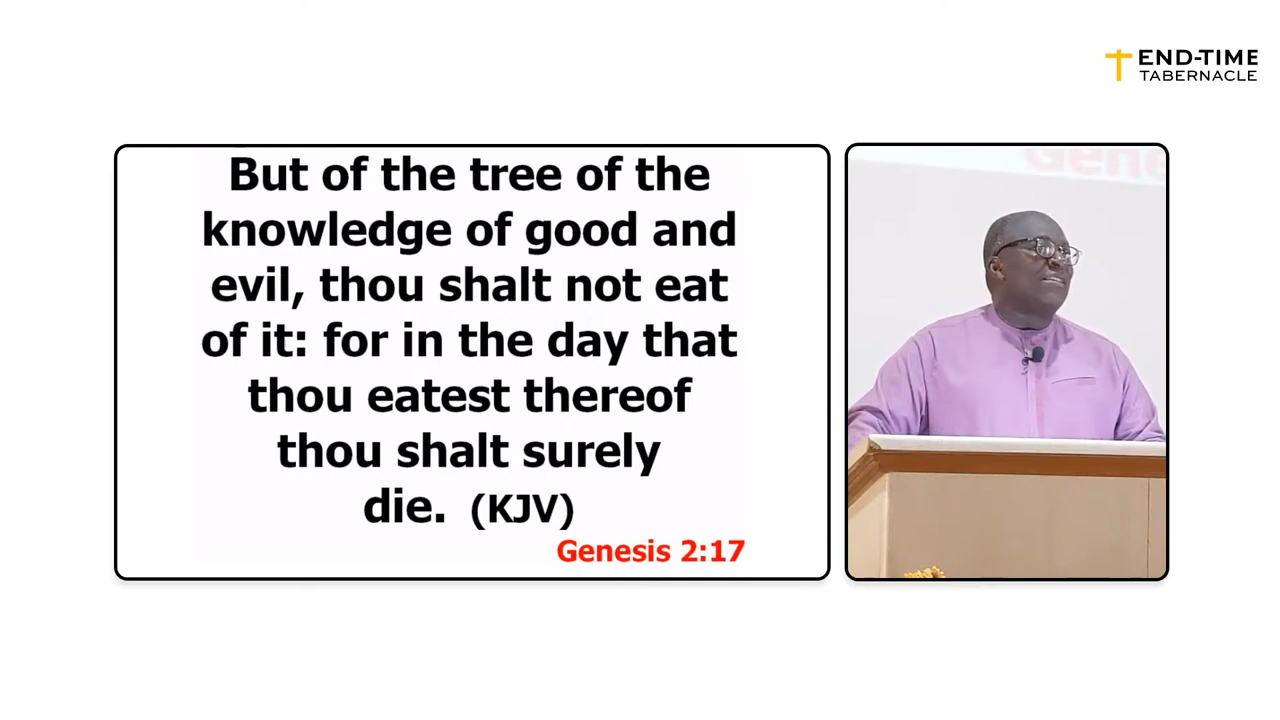 END-TIME
TABERNACLE
But of the tree of the
knowledge of good and
evil, thou shalt not eat
of it: for in the day that
thou eatest thereof
thou shalt surely
die. (KJV)
Genesis 2:17
Gene